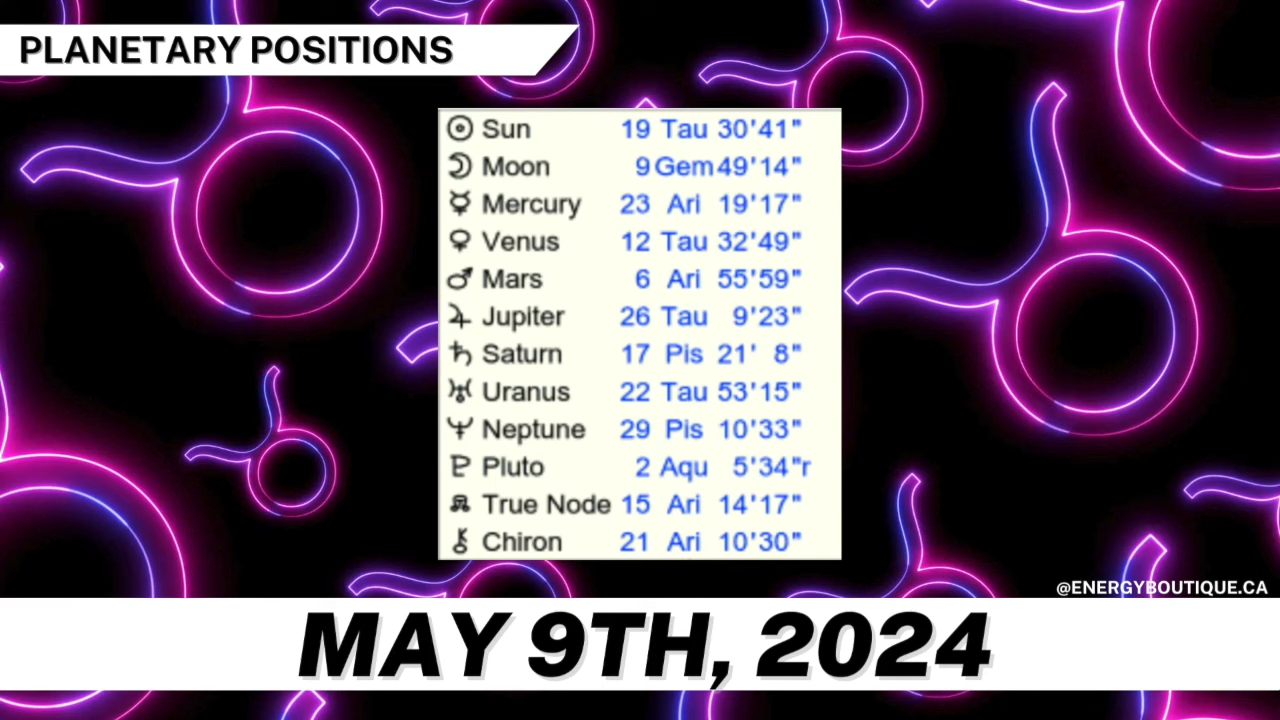 PLANETARY POSITIONS
Sun 19 Tau 30'41"
Moon 9 Gem 49'14"
Mercury 23 Ari 19'17"
Venus 12 Tau 32'49"
Mars 6 Ari 55'59"
Jupiter 26 Tau 9'23"
Saturn 17 Pis 21' 8"
Uranus 22 Tau 53'15"
Neptune 29 Pis 10'33"
Pluto 2 Aqu 5'34"r
True Node 15 Ari 14'17"
Chiron 21 Ari 10'30"
@ENERGYBOUTIQUE.CA
MAY 9TH, 2024